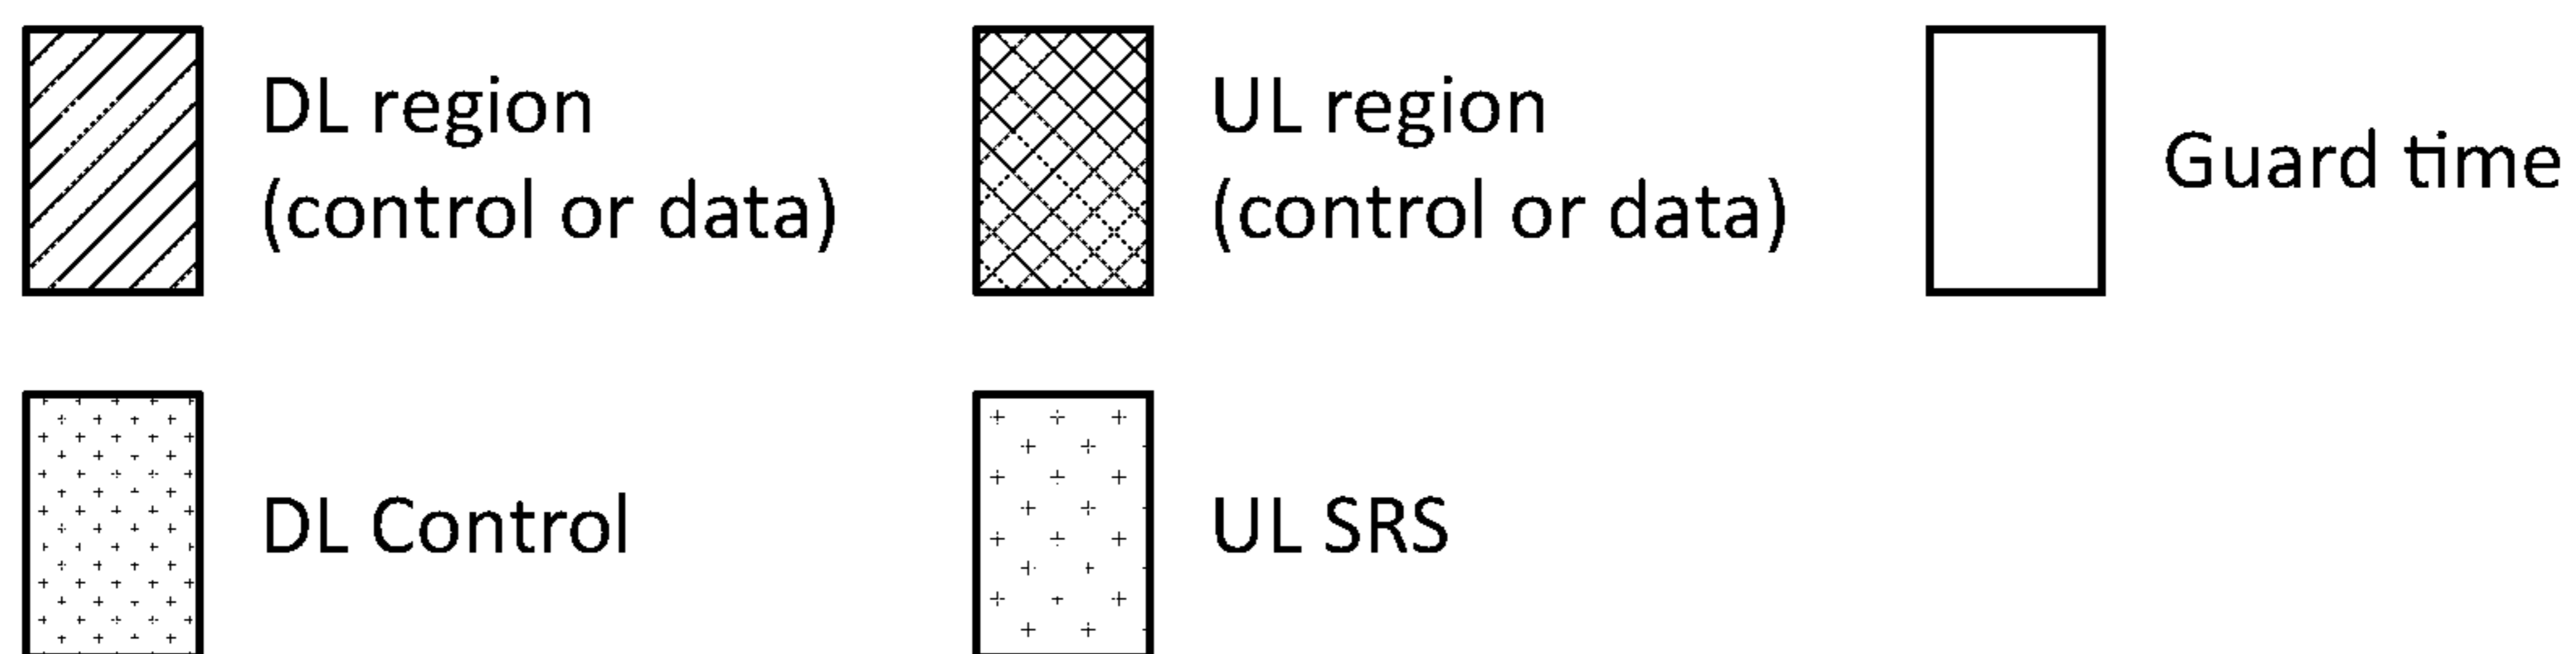 DL region
(control or data)
UL region
(control or data)
Guard time
DL Control
UL SRS